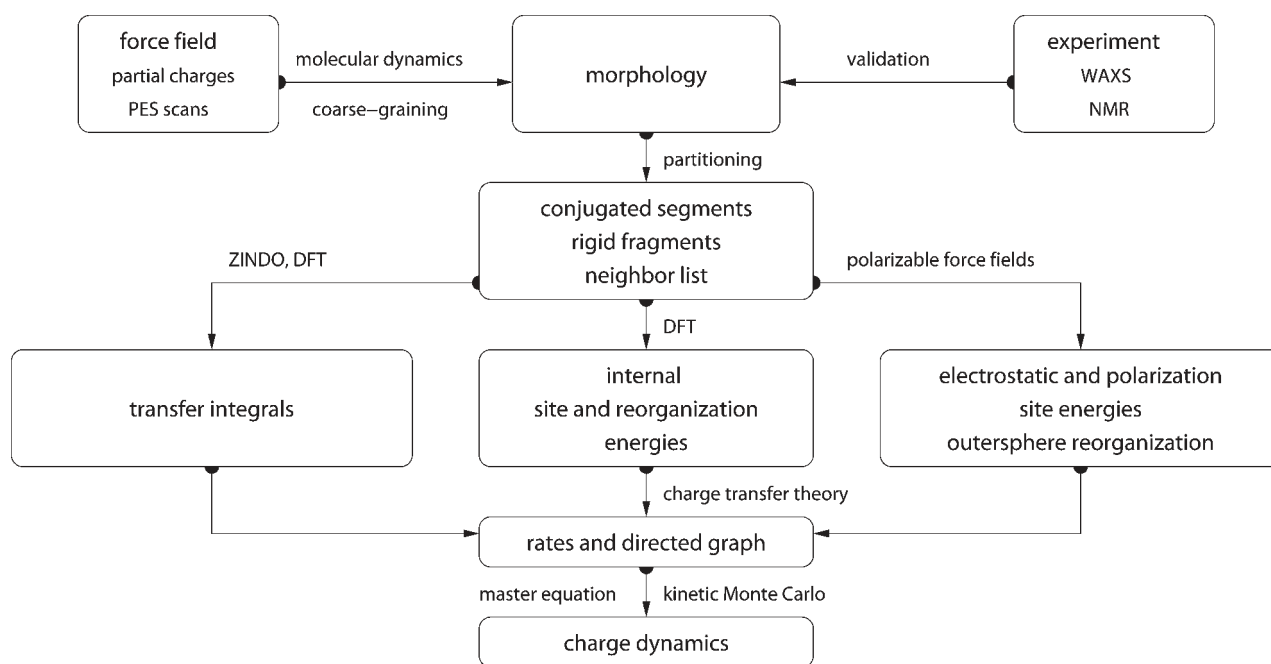 force field
partial charges
PES scans
molecular dynamics
coarse–graining
morphology
validation
experiment
WAXS
NMR
partitioning
conjugated segments
rigid fragments
neighbor list
ZINDO, DFT
polarizable force fields
DFT
transfer integrals
internal
site and reorganization
energies
electrostatic and polarization
site energies
outersphere reorganization
charge transfer theory
rates and directed graph
master equation
kinetic Monte Carlo
charge dynamics